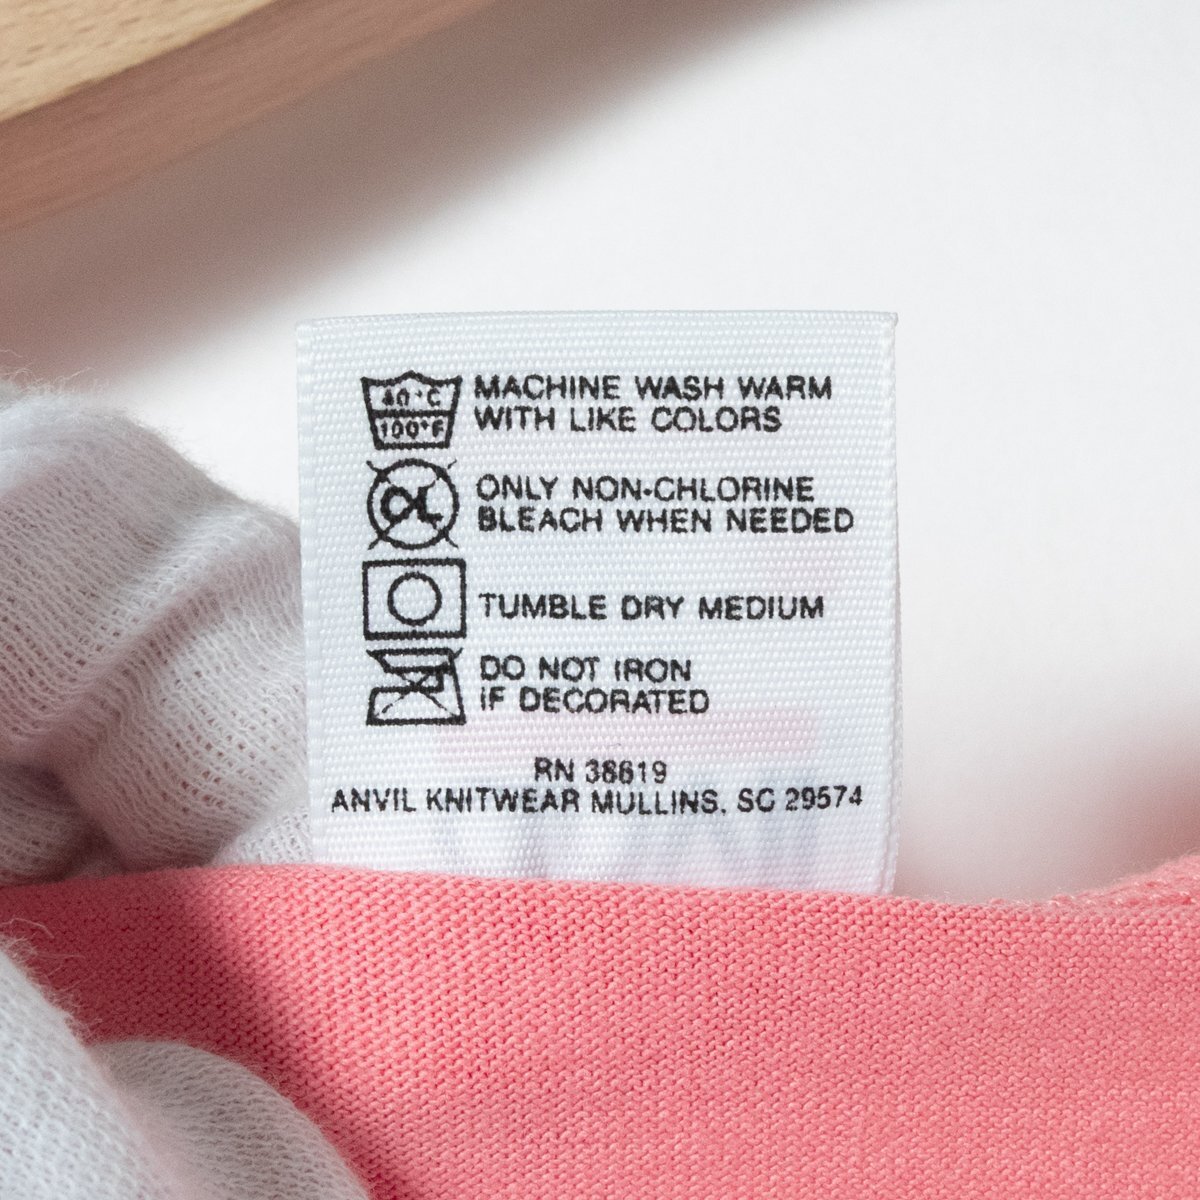 40°C
100°F
MACHINE WASH WARM
WITH LIKE COLORS
CL
ONLY NON-CHLORINE
BLEACH WHEN NEEDED
TUMBLE DRY MEDIUM
DO NOT IRON
IF DECORATED
RN 38619
ANVIL KNITWEAR MULLINS, SC 29574